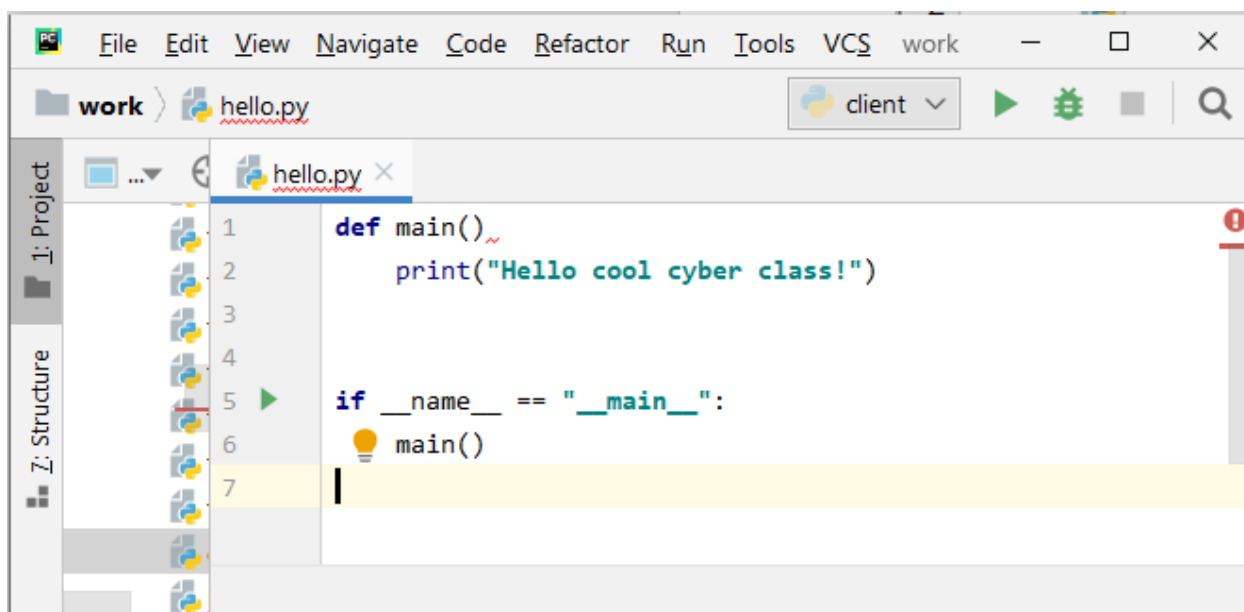 File Edit View Navigate Code Refactor Run Tools VCS work
work hello.py client
... hello.py
1: Project
7: Structure
1 def main()
2 print("Hello cool cyber class!")
3
4
5 if __name__ == "__main__":
6 main()
7